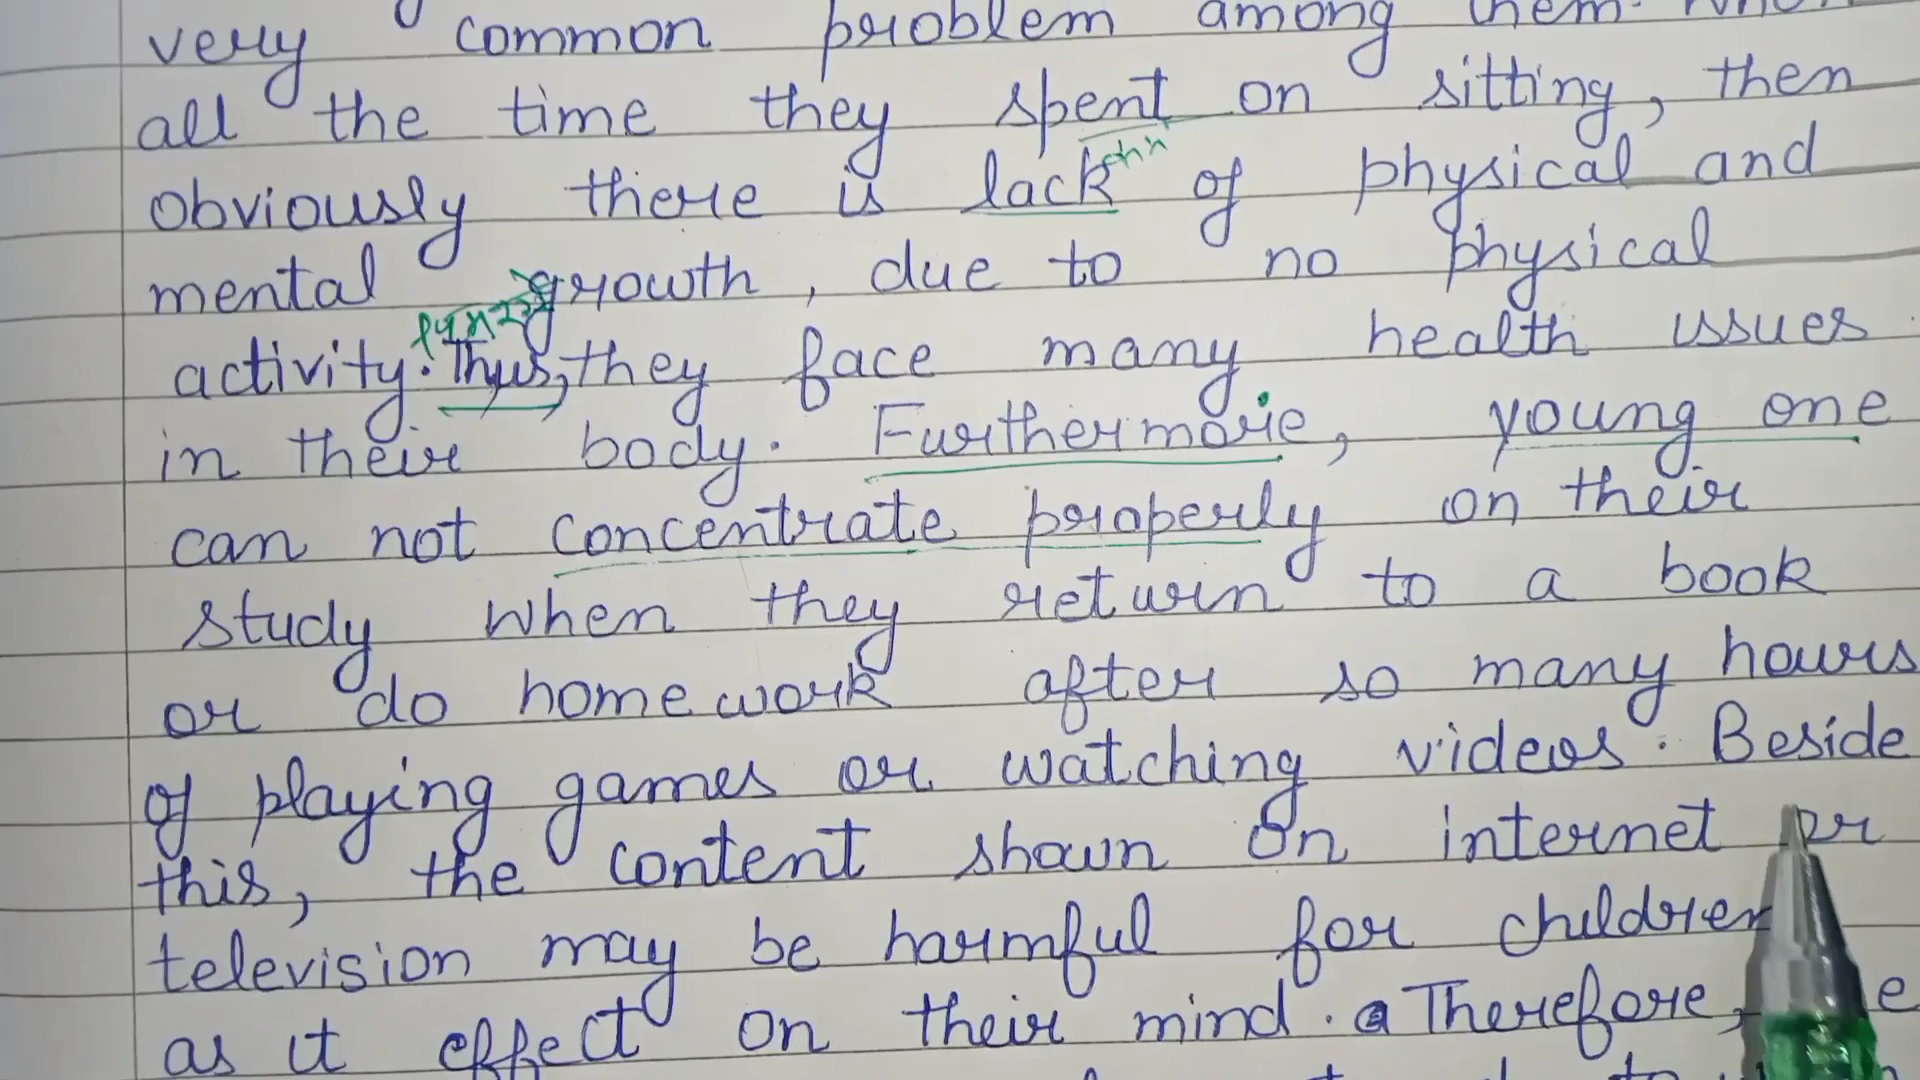 very common problem among them. When
all the time they spent on sitting, then
obviously there is lack of physical and
mental growth, due to no physical
activity. Thus, they face many health issues
in their body. Furthermore, young one
can not concentrate properly on their
study when they return to a book
or do homework after so many hours
of playing games or watching videos. Beside
this, the content shown on internet or
television may be harmful for children
as it effect on their mind. Therefore,